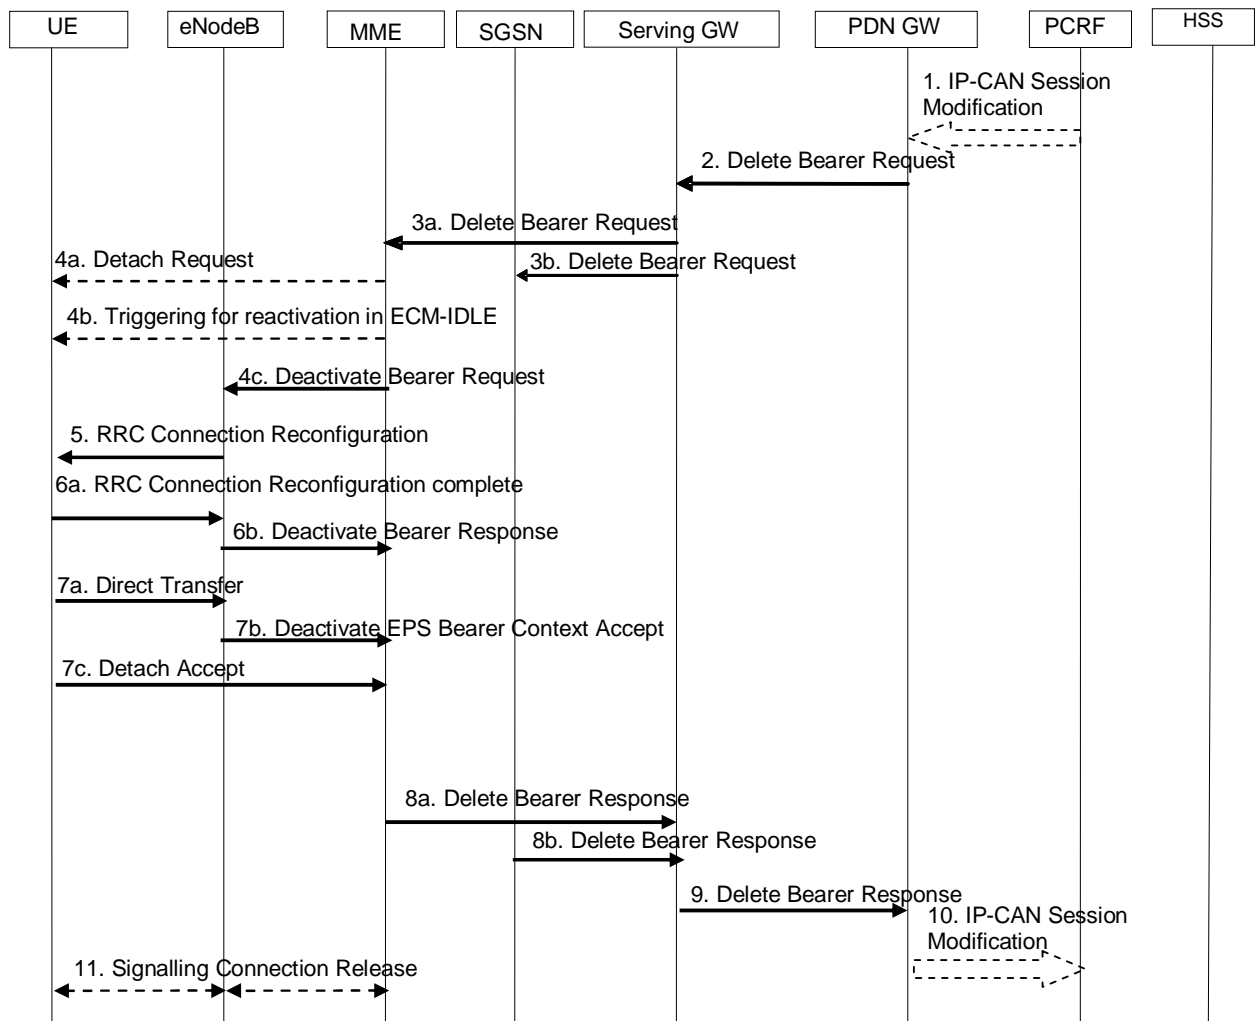 UE
eNodeB
MME
SGSN
Serving GW
PDN GW
PCRF
HSS
1. IP-CAN Session
Modification
2. Delete Bearer Request
3a. Delete Bearer Request
4a. Detach Request
3b. Delete Bearer Request
4b. Triggering for reactivation in ECM-IDLE
4c. Deactivate Bearer Request
5. RRC Connection Reconfiguration
6a. RRC Connection Reconfiguration complete
6b. Deactivate Bearer Response
7a. Direct Transfer
7b. Deactivate EPS Bearer Context Accept
7c. Detach Accept
8a. Delete Bearer Response
8b. Delete Bearer Response
9. Delete Bearer Response
10. IP-CAN Session
Modification
11. Signalling Connection Release